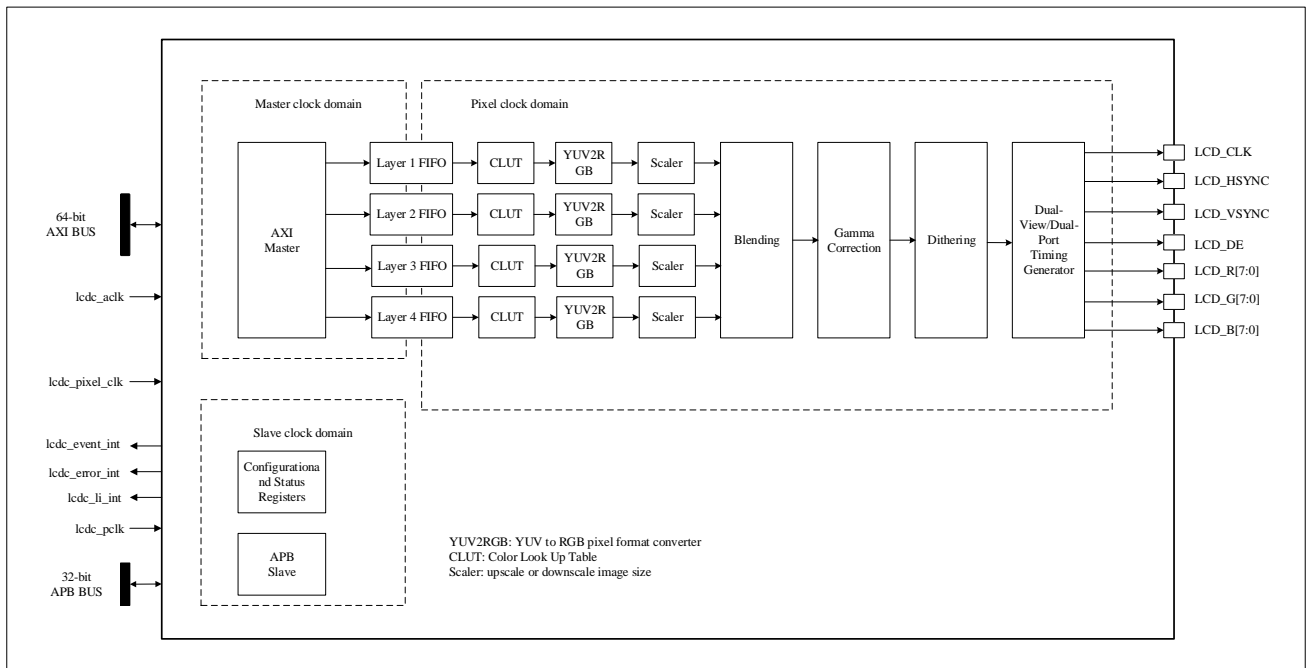 Master clock domain
Pixel clock domain
AXI
Master
Layer 1 FIFO
CLUT
YUV2R
GB
Scaler
Layer 2 FIFO
CLUT
YUV2R
GB
Scaler
Layer 3 FIFO
CLUT
YUV2R
GB
Scaler
Layer 4 FIFO
CLUT
YUV2R
GB
Scaler
Blending
Gamma
Correction
Dithering
Dual-
View/Dual-
Port
Timing
Generator
LCD_CLK
LCD_HSYNC
LCD_VSYNC
LCD_DE
LCD_R[7:0]
LCD_G[7:0]
LCD_B[7:0]
64-bit
AXI BUS
lcdc_aclk
lcdc_pixel_clk
lcdc_event_int
lcdc_error_int
lcdc_li_int
lcdc_pclk
32-bit
APB BUS
Slave clock domain
Configurationa
nd Status
Registers
APB
Slave
YUV2RGB: YUV to RGB pixel format converter
CLUT: Color Look Up Table
Scaler: upscale or downscale image size